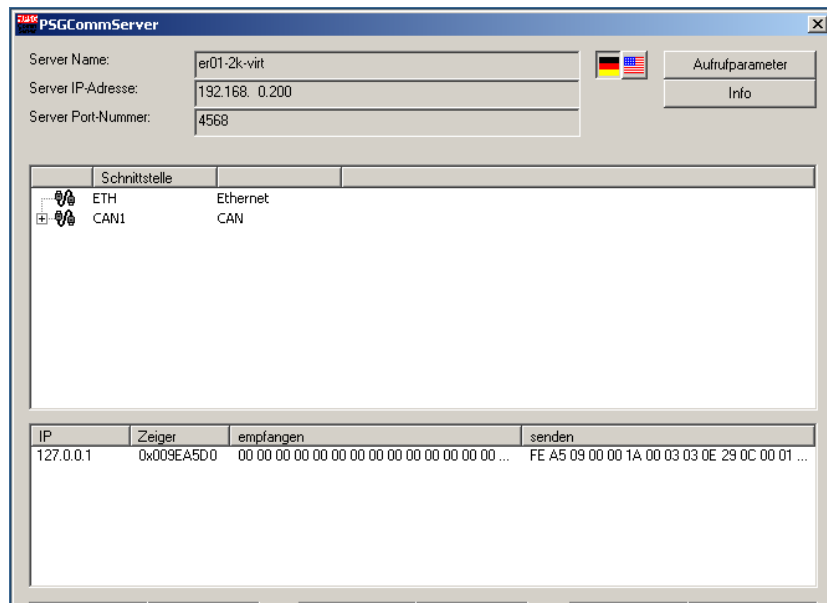 PSGCommServer
Server Name: er01-2k-virt Aufrufparameter
Server IP-Adresse: 192.168. 0.200 Info
Server Port-Nummer: 4568
Schnittstelle
ETH Ethernet
CAN1 CAN
IP Zeiger empfangen senden
127.0.0.1 0x009EA5D0 00 00 00 00 00 00 00 00 00 00 00 00 00 00 ... FE A5 09 00 00 1A 00 03 03 0E 29 0C 00 01 ...